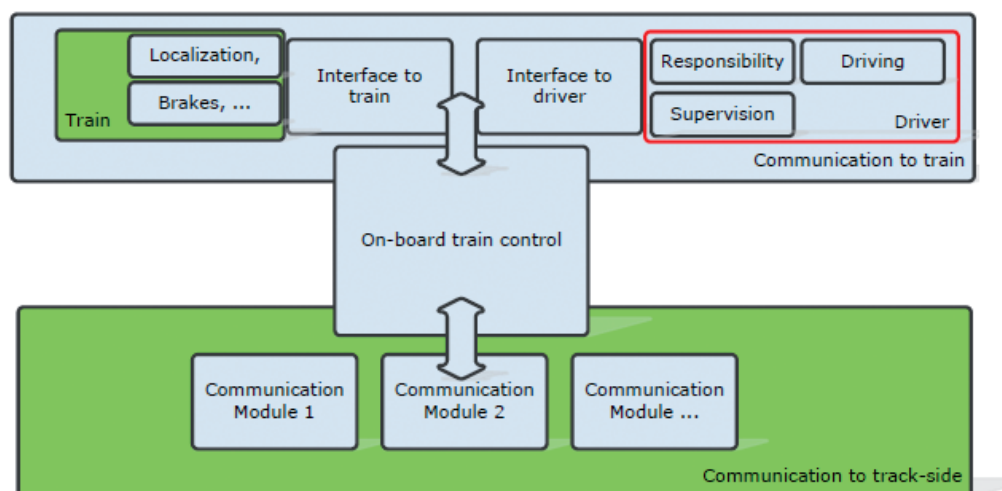 Localization,
Brakes, ...
Train
Interface to
train
Interface to
driver
Responsibility
Driving
Supervision
Driver
Communication to train
On-board train control
Communication
Module 1
Communication
Module 2
Communication
Module ...
Communication to track-side